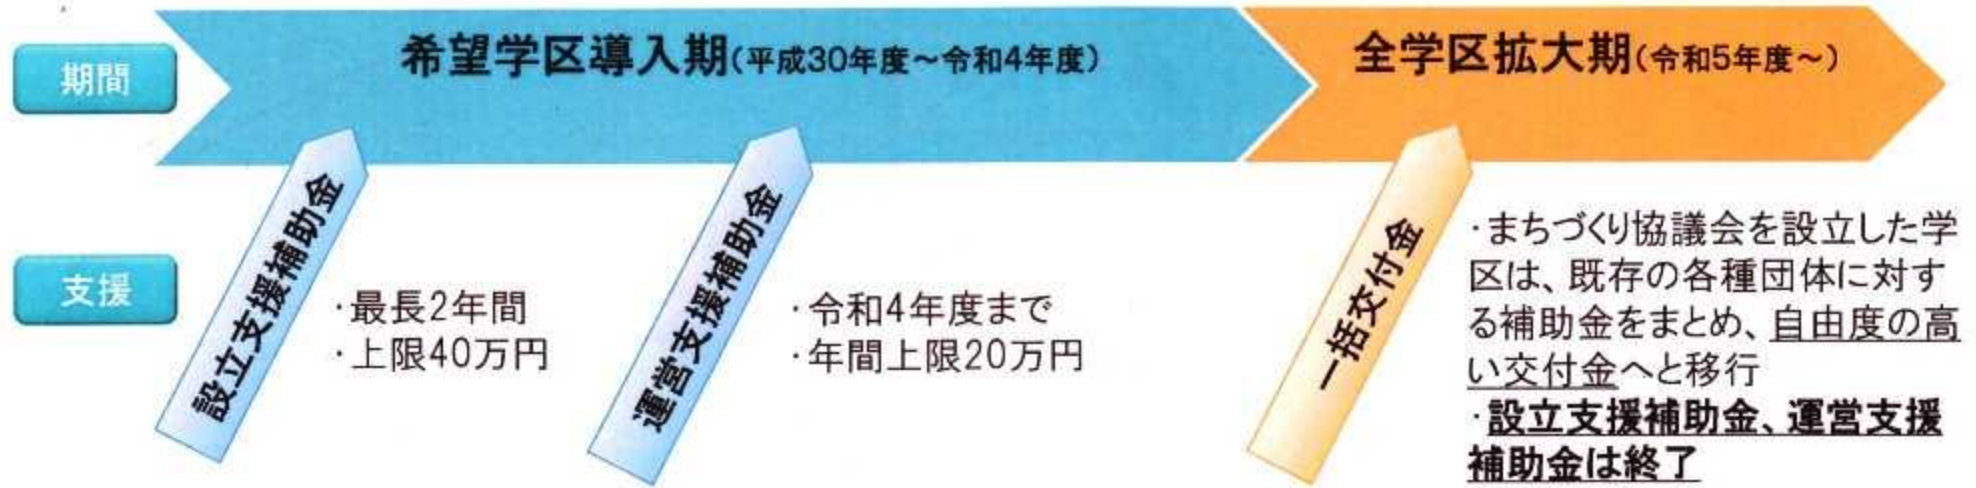 期間
希望学区導入期(平成30年度～令和4年度)
全学区拡大期(令和5年度～)
支援
設立支援補助金
・最長2年間
・上限40万円
運営支援補助金
・令和4年度まで
・年間上限20万円
一括交付金
・まちづくり協議会を設立した学
区は、既存の各種団体に対す
る補助金をまとめ、自由度の高
い交付金へと移行
・設立支援補助金、運営支援
補助金は終了